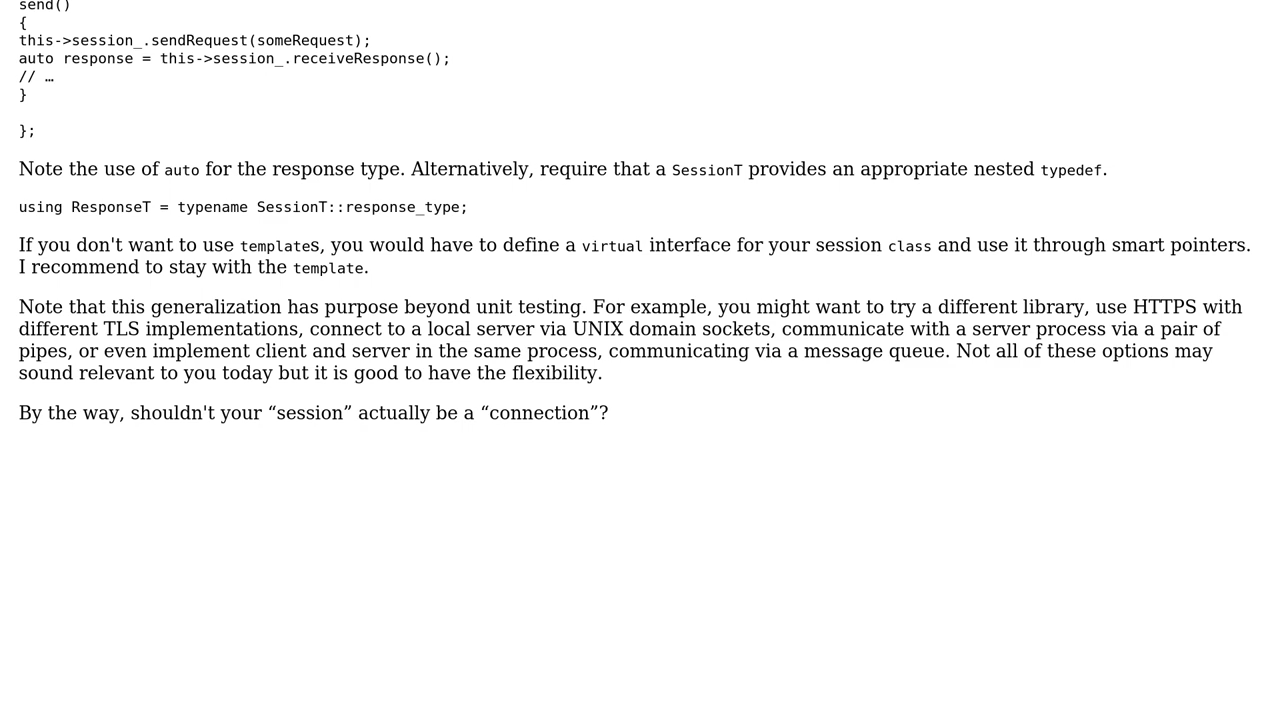 send()
{
this->session_.sendRequest(someRequest);
auto response = this->session_.receiveResponse();
// …
}
};
Note the use of auto for the response type. Alternatively, require that a SessionT provides an appropriate nested typedef.
using ResponseT = typename SessionT::response_type;
If you don't want to use templates, you would have to define a virtual interface for your session class and use it through smart pointers.
I recommend to stay with the template.
Note that this generalization has purpose beyond unit testing. For example, you might want to try a different library, use HTTPS with
different TLS implementations, connect to a local server via UNIX domain sockets, communicate with a server process via a pair of
pipes, or even implement client and server in the same process, communicating via a message queue. Not all of these options may
sound relevant to you today but it is good to have the flexibility.
By the way, shouldn't your “session” actually be a “connection”?